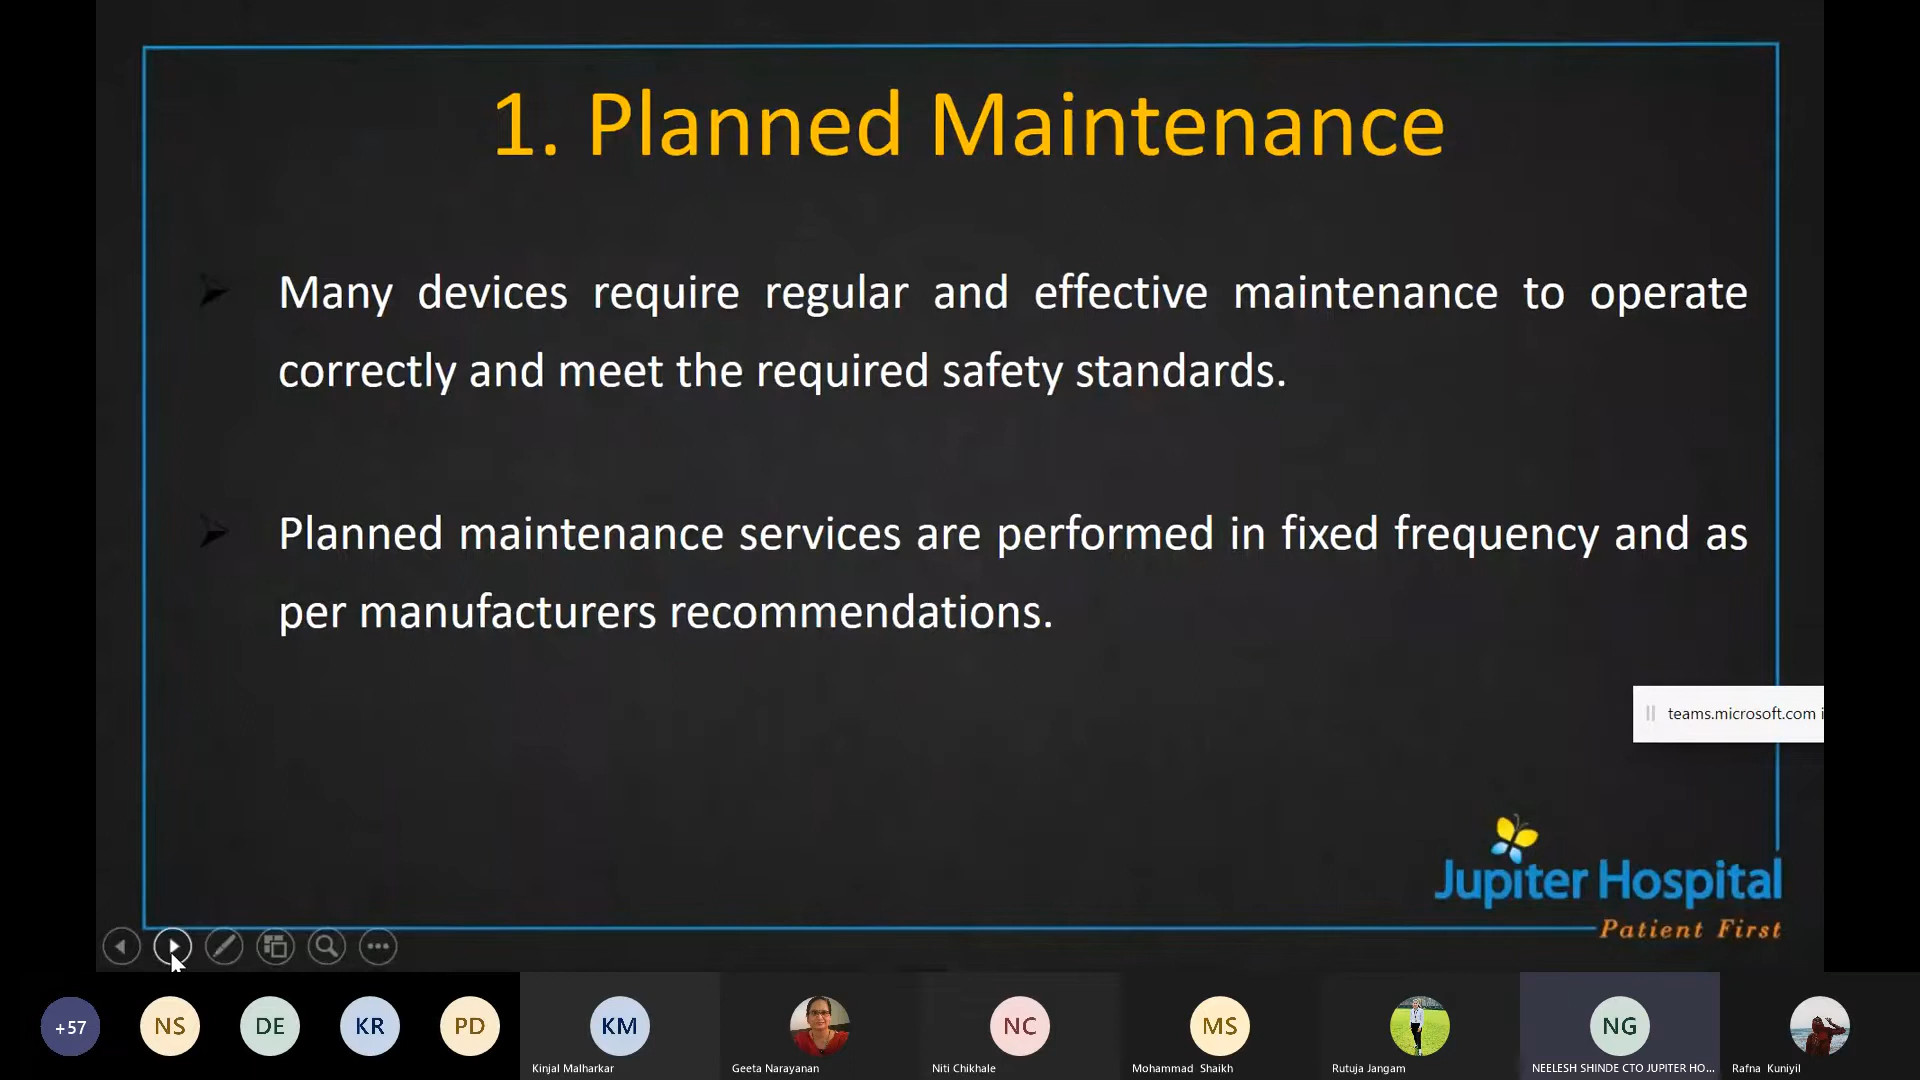 1. Planned Maintenance
Many devices require regular and effective maintenance to operate
correctly and meet the required safety standards.
Planned maintenance services are performed in fixed frequency and as
per manufacturers recommendations.
teams.microsoft.com i
Jupiter Hospital
Patient First
+57
NS
DE
KR
PD
KM
NC
MS
NG
Kinjal Malharkar
Geeta Narayanan
Niti Chikhale
Mohammad Shaikh
Rutuja Jangam
NEELESH SHINDE CTO JUPITER HO...
Rafna Kuniyil